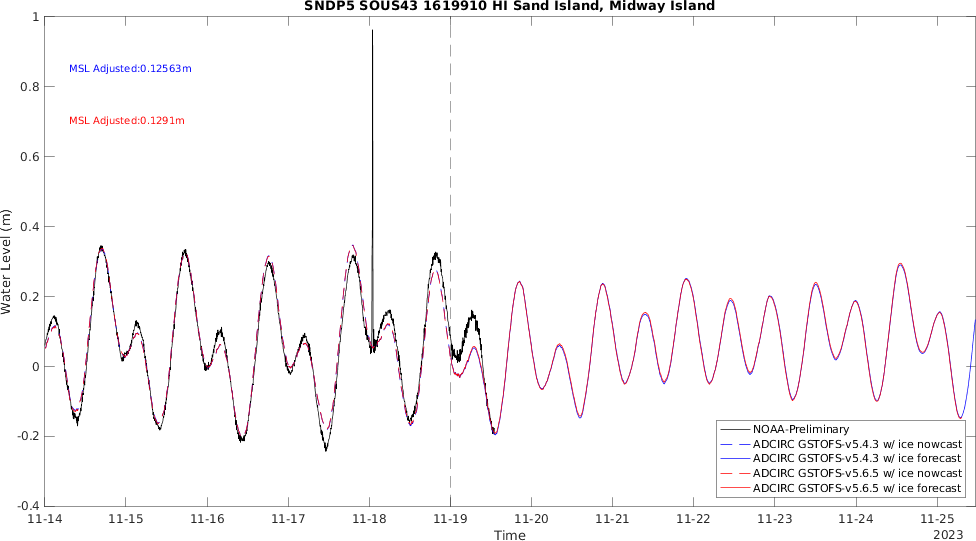 SNDP5 SOUS43 1619910 HI Sand Island, Midway Island
1
0.8
0.6
0.4
0.2
0
-0.2
-0.4
Water Level (m)
MSL Adjusted:0.12563m
MSL Adjusted:0.1291m
NOAA-Preliminary
ADCIRC GSTOFS-v5.4.3 w/ ice nowcast
ADCIRC GSTOFS-v5.4.3 w/ ice forecast
ADCIRC GSTOFS-v5.6.5 w/ ice nowcast
ADCIRC GSTOFS-v5.6.5 w/ ice forecast
11-14 11-15 11-16 11-17 11-18 11-19 11-20 11-21 11-22 11-23 11-24 11-25
Time
2023